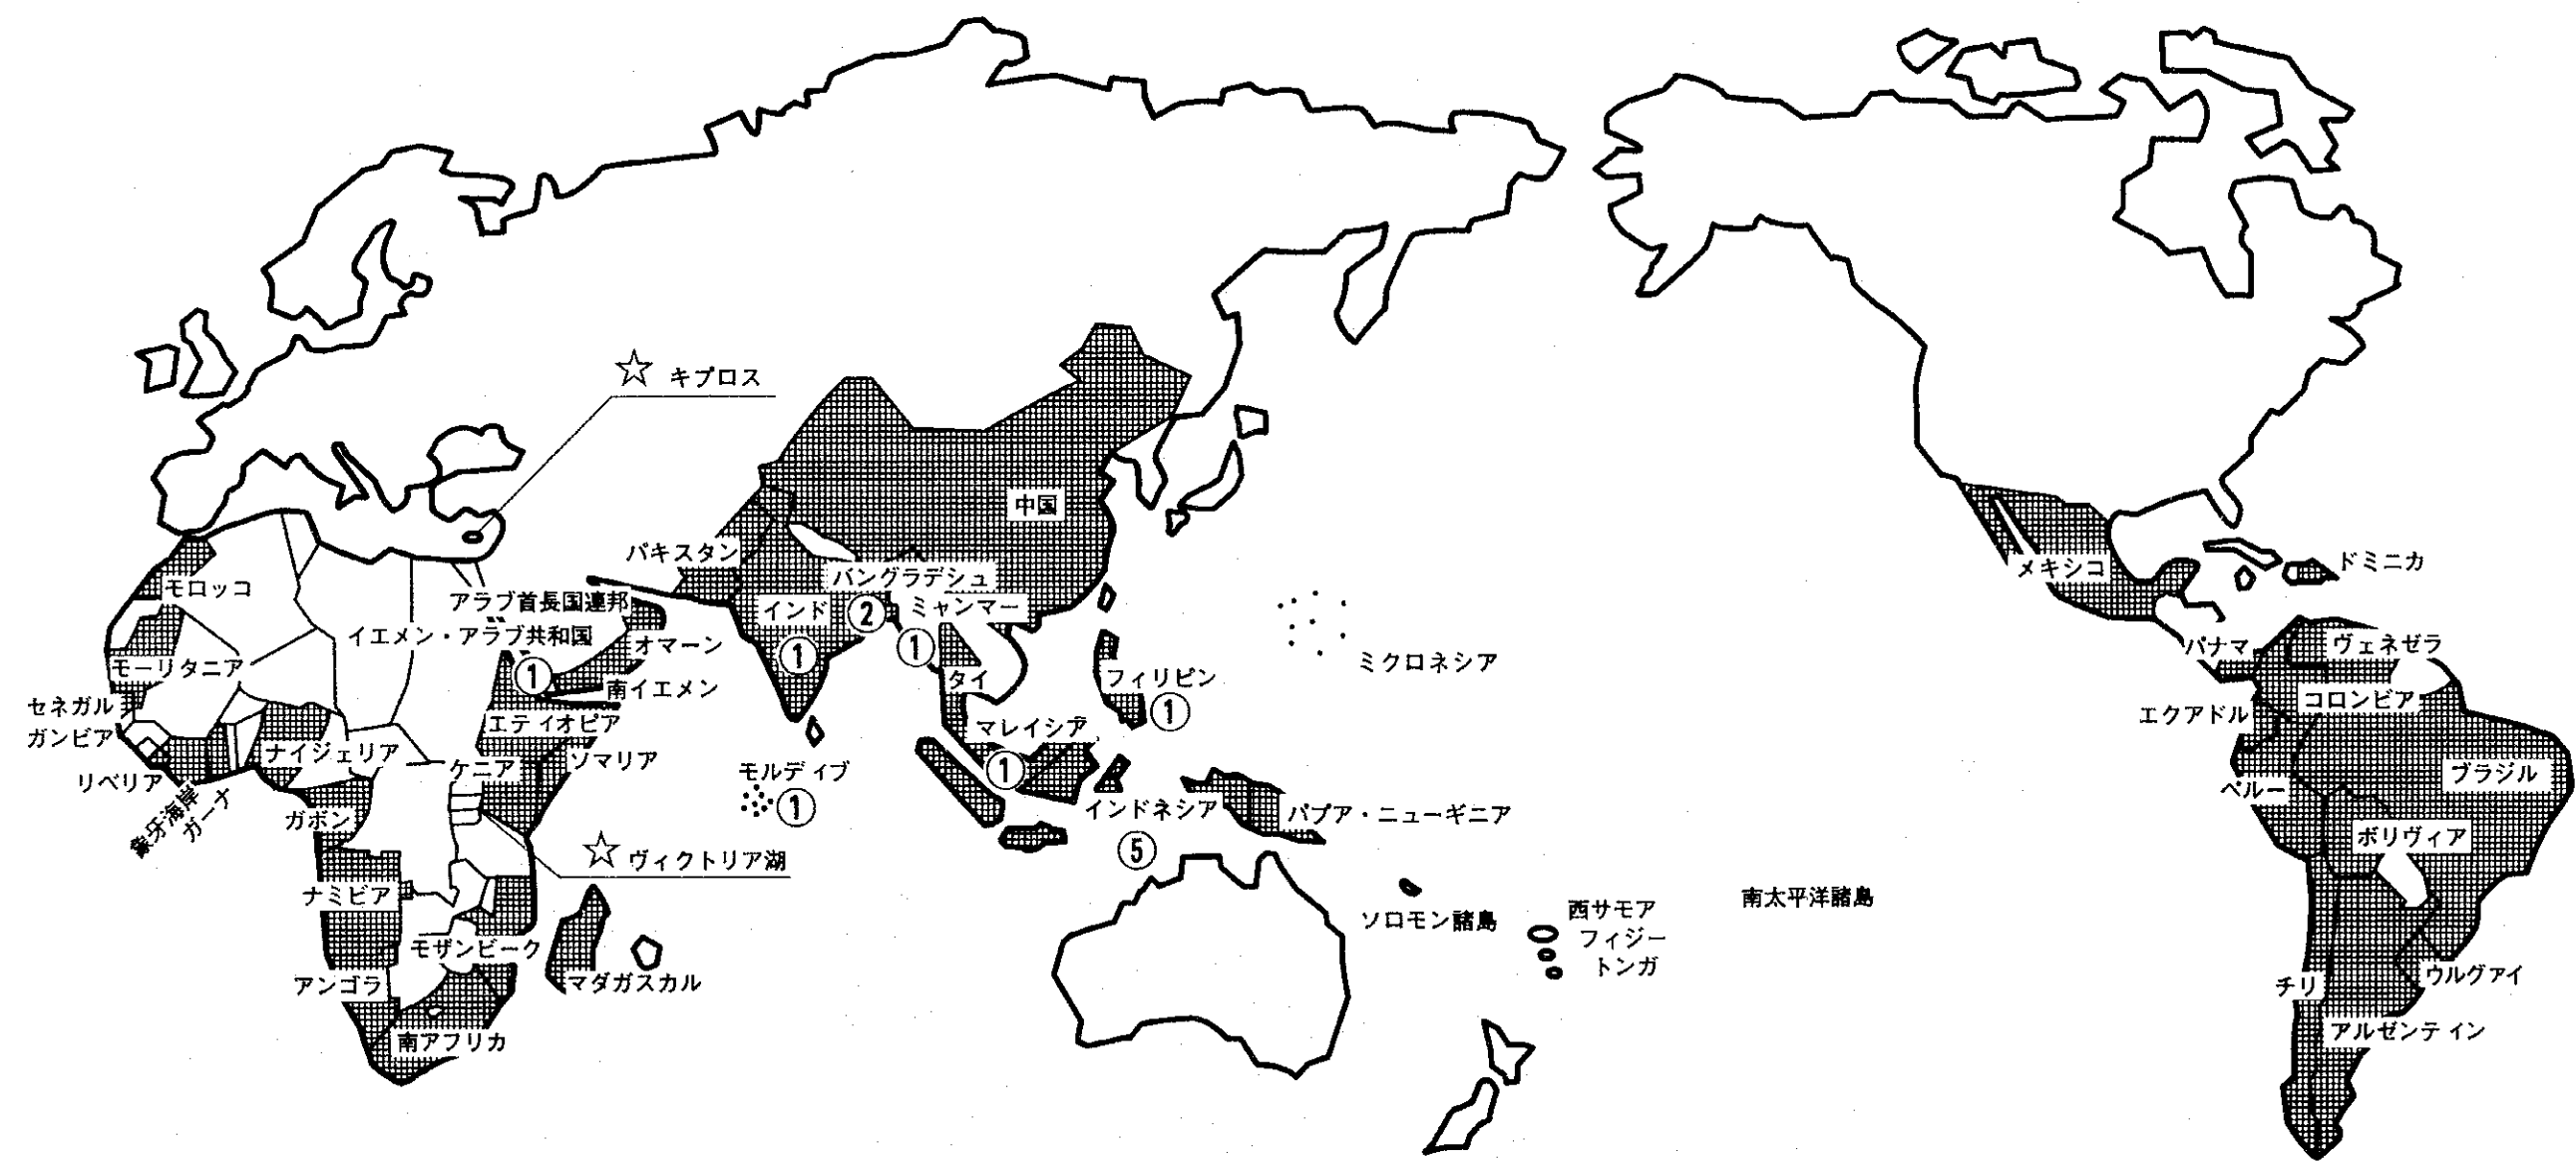 ☆ キプロス
中国
パキスタン
バングラデシュ
モロッコ
アラブ首長国連邦
インド
②
ミャンマー
イエメン・アラブ共和国
オマーン
①
①
①
モーリタニア
南イエメン
タイ
フィリピン
①
ミクロネシア
セネガル
ガンビア
エティオピア
マレイシア
①
ナイジェリア
ケニア
ソマリア
リベリア
象牙海岸
ガーナ
ガボン
モルディブ
①
インドネシア
⑤
パプア・ニューギニア
☆ ヴィクトリア湖
ナミビア
モザンビーク
アンゴラ
マダガスカル
南アフリカ
ソロモン諸島
西サモア
フィジー
トンガ
南太平洋諸島
メキシコ
ドミニカ
パナマ
ヴェネゼラ
コロンビア
エクアドル
ブラジル
ペルー
ボリヴィア
チリ
ウルグァイ
アルゼンティン